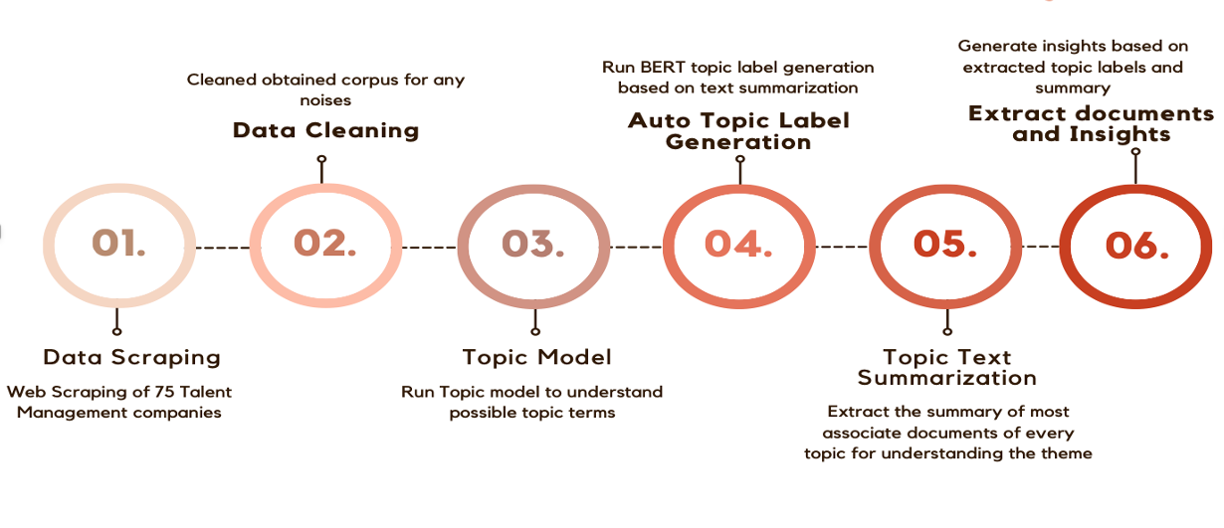 Cleaned obtained corpus for any
noises
Data Cleaning
Run BERT topic label generation
based on text summarization
Auto Topic Label
Generation
Generate insights based on
extracted topic labels and
summary
Extract documents
and Insights
01.
02.
03.
04.
05.
06.
Data Scraping
Web Scraping of 75 Talent
Management companies
Topic Model
Run Topic model to understand
possible topic terms
Topic Text
Summarization
Extract the summary of most
associate documents of every
topic for understanding the theme